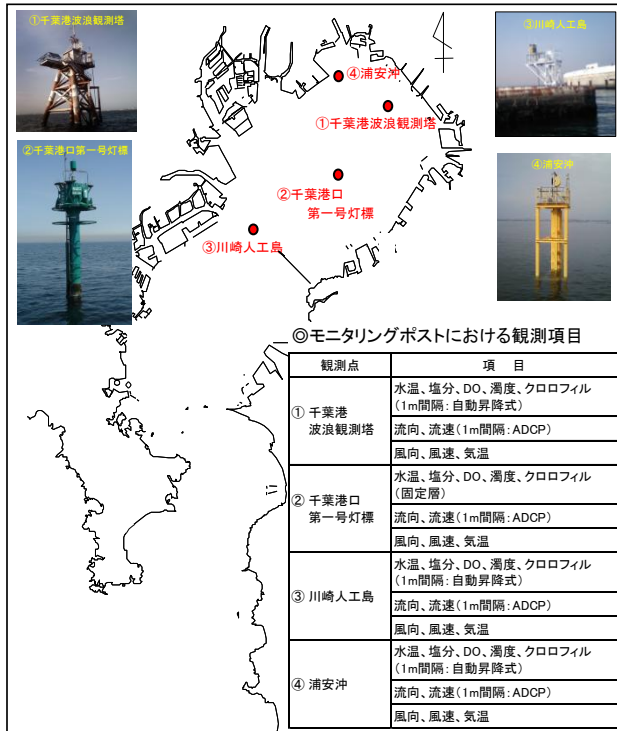 ①千葉港波浪観測塔
③川崎人工島
④浦安沖
①千葉港波浪観測塔
②千葉港口第一号灯標
④浦安沖
②千葉港口
第一号灯標
③川崎人工島
◎モニタリングポストにおける観測項目
観測点 項 目
① 千葉港
波浪観測塔
水温、塩分、DO、濁度、クロロフィル
(1m間隔:自動昇降式)
流向、流速(1m間隔:ADCP)
風向、風速、気温
② 千葉港口
第一号灯標
水温、塩分、DO、濁度、クロロフィル
(固定層)
流向、流速(1m間隔:ADCP)
風向、風速、気温
③ 川崎人工島
水温、塩分、DO、濁度、クロロフィル
(1m間隔:自動昇降式)
流向、流速(1m間隔:ADCP)
風向、風速、気温
④ 浦安沖
水温、塩分、DO、濁度、クロロフィル
(1m間隔:自動昇降式)
流向、流速(1m間隔:ADCP)
風向、風速、気温